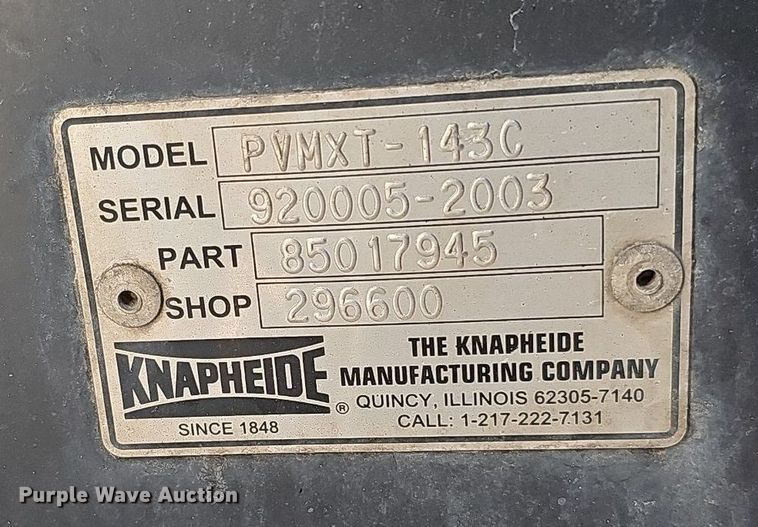 MODEL PVMXT-143C
SERIAL 920005-2003
PART 85017945
SHOP 296600
KNAPHEIDE ®
SINCE 1848
THE KNAPHEIDE
MANUFACTURING COMPANY
QUINCY, ILLINOIS 62305-7140
CALL: 1-217-222-7131
Purple Wave Auction